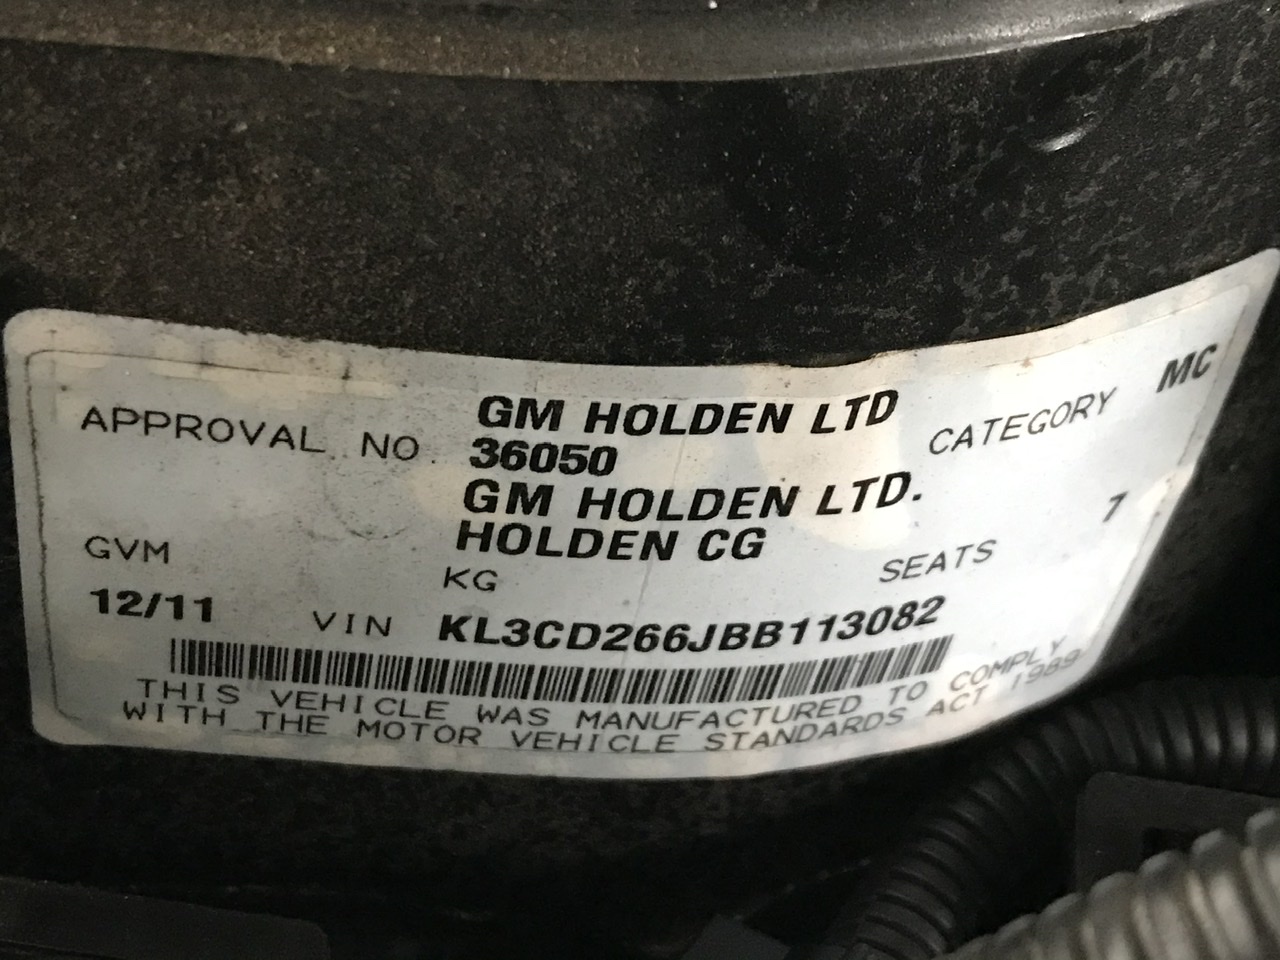 GM HOLDEN LTD
APPROVAL NO. 36050 CATEGORY MC
GM HOLDEN LTD.
HOLDEN CG
GVM KG SEATS 7
12/11 VIN KL3CD266JBB113082
THIS VEHICLE WAS MANUFACTURED TO COMPLY
WITH THE MOTOR VEHICLE STANDARDS ACT 1989